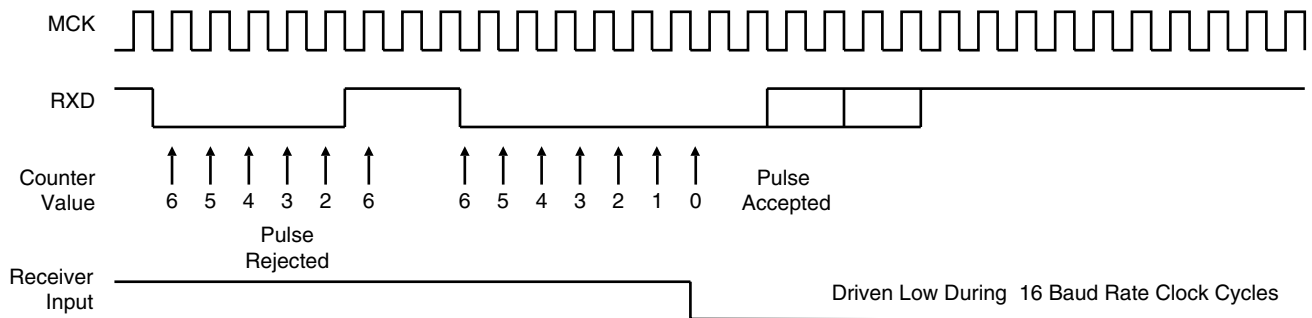 MCK
RXD
Counter
Value
6 5 4 3 2 6 6 5 4 3 2 1 0
Pulse
Accepted
Pulse
Rejected
Receiver
Input
Driven Low During 16 Baud Rate Clock Cycles